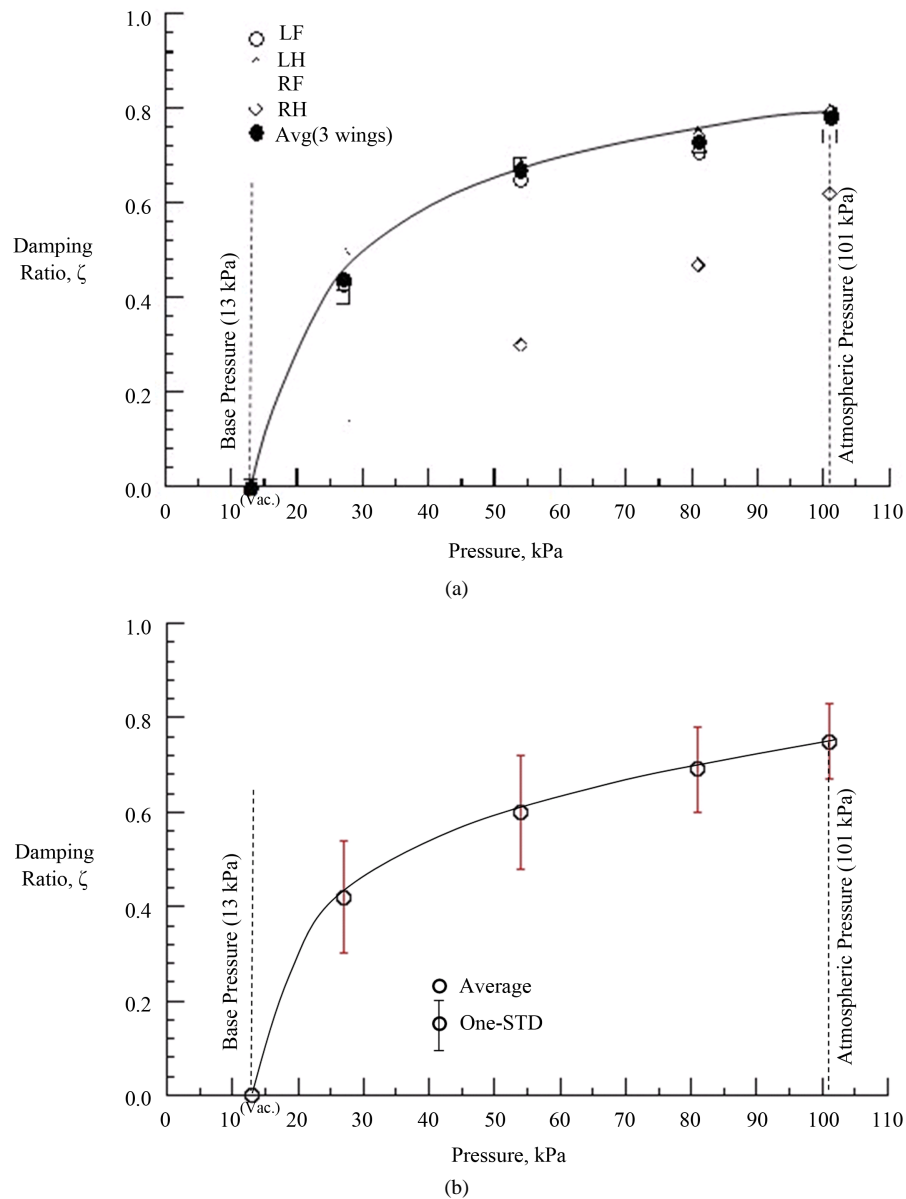 1.0
0.8
0.6
0.4
0.2
0.0
LF
LH
RF
RH
Avg(3 wings)
Damping
Ratio, ζ
Base Pressure (13 kPa)
Atmospheric Pressure (101 kPa)
(Vac.)
0 10 20 30 40 50 60 70 80 90 100 110
Pressure, kPa
(a)
1.0
0.8
0.6
0.4
0.2
0.0
Damping
Ratio, ζ
Base Pressure (13 kPa)
Average
One-STD
Atmospheric Pressure (101 kPa)
(Vac.)
0 10 20 30 40 50 60 70 80 90 100 110
Pressure, kPa
(b)